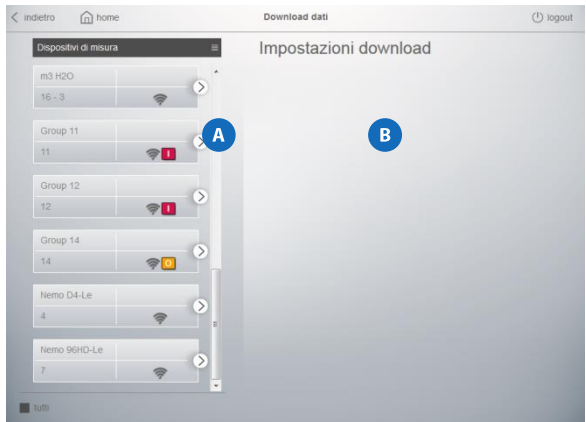 indietro home Download dati logout
Dispositivi di misura
Impostazioni download
m3 H2O
16 - 3
Group 11
11 I
A
B
Group 12
12 I
Group 14
14 O
Nemo D4-Le
4
Nemo 96HD-Le
7
tutti